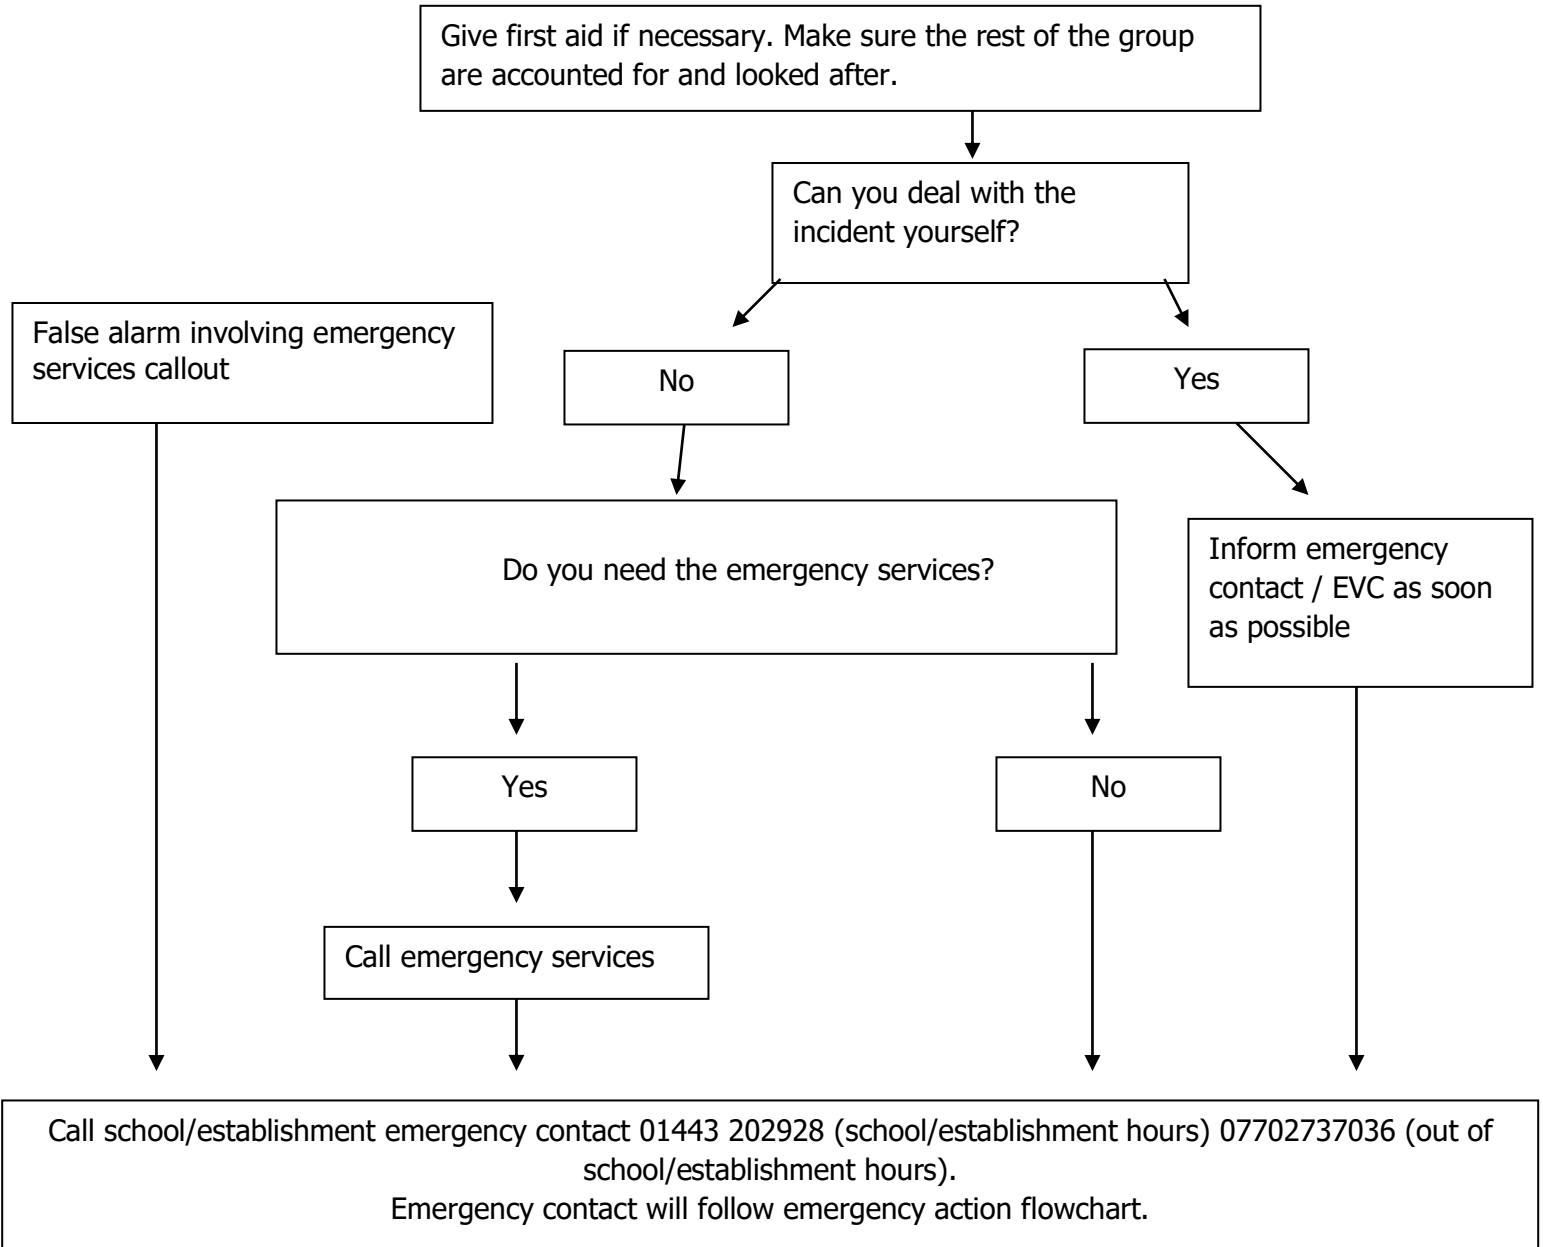 Give first aid if necessary. Make sure the rest of the group
are accounted for and looked after.
Can you deal with the
incident yourself?
False alarm involving emergency
services callout
No
Yes
Do you need the emergency services?
Inform emergency
contact / EVC as soon
as possible
Yes
No
Call emergency services
Call school/establishment emergency contact 01443 202928 (school/establishment hours) 07702737036 (out of
school/establishment hours).
Emergency contact will follow emergency action flowchart.